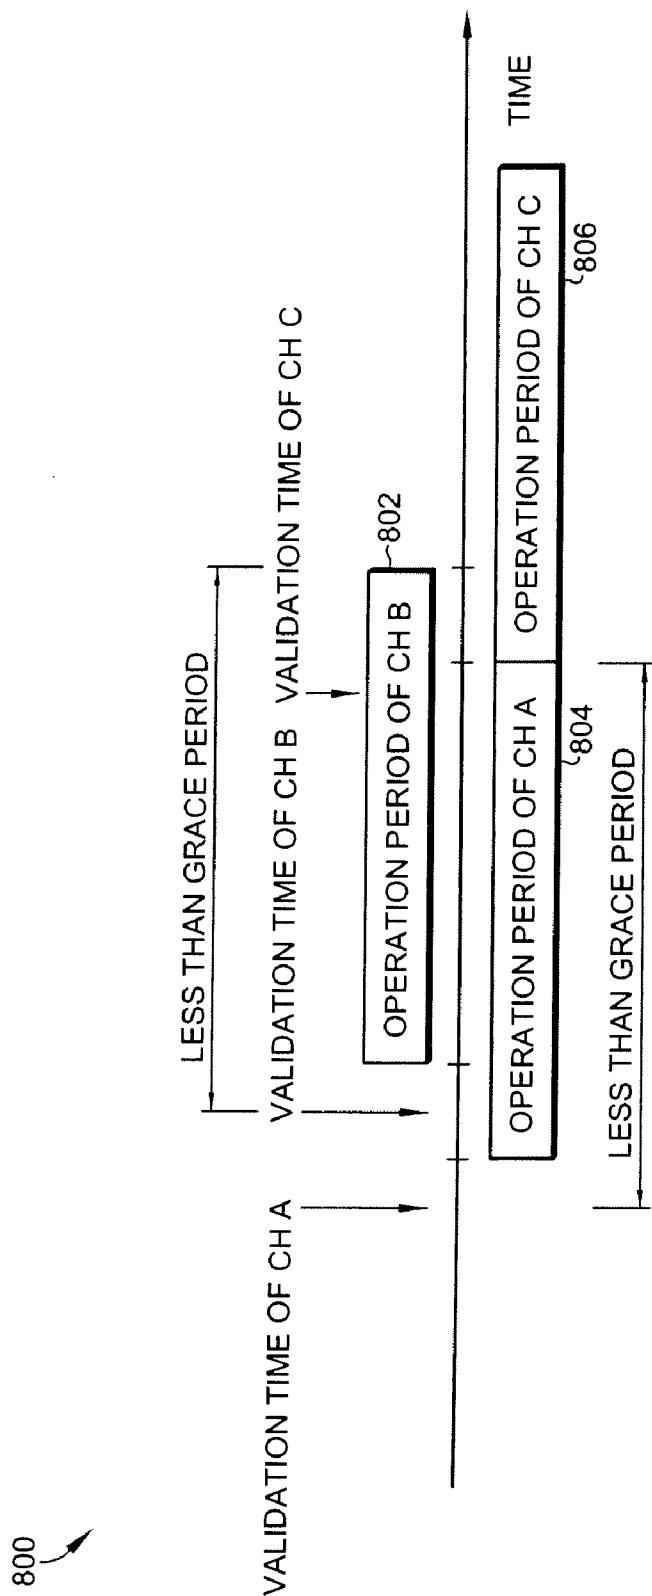 800
LESS THAN GRACE PERIOD
VALIDATION TIME OF CH A
VALIDATION TIME OF CH B
VALIDATION TIME OF CH C
OPERATION PERIOD OF CH B
802
TIME
OPERATION PERIOD OF CH A
OPERATION PERIOD OF CH C
804
806
LESS THAN GRACE PERIOD